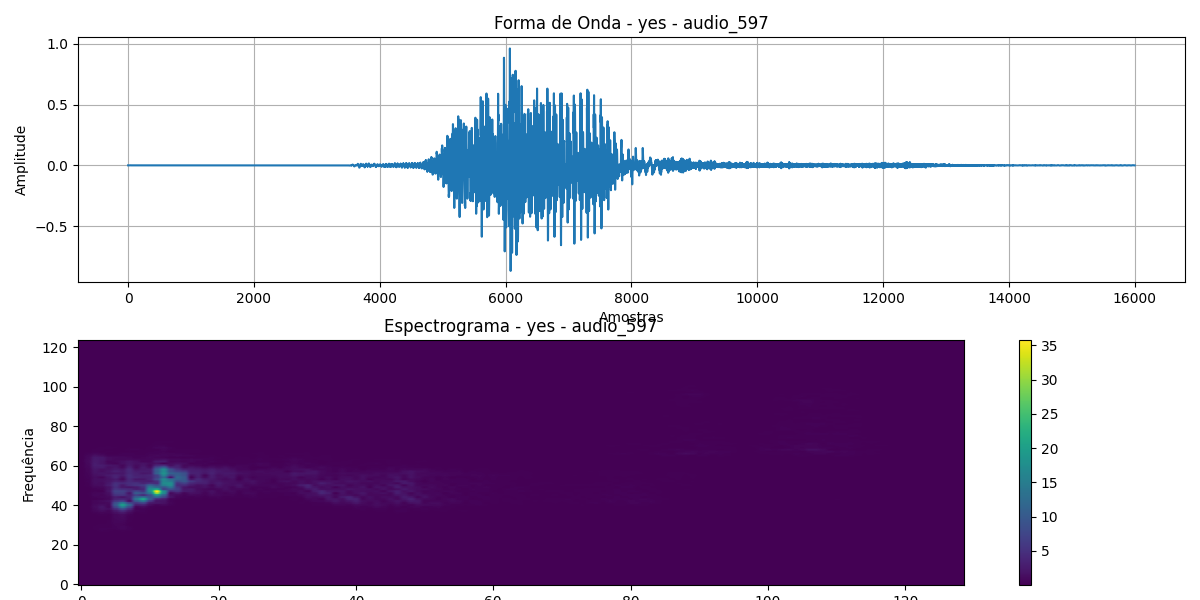 Forma de Onda - yes - audio_597
1.0
0.5
0.0
−0.5
Amplitude
0 2000 4000 6000 8000 10000 12000 14000 16000
Amostras
Espectrograma - yes - audio_597
120
100
80
60
40
20
0
Frequência
0 20 40 60 80 100 120
35
30
25
20
15
10
5